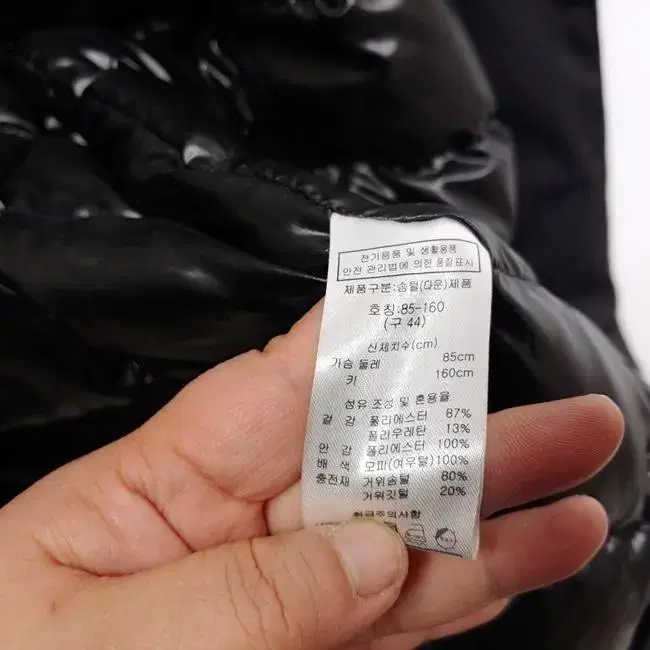 전기용품 및 생활용품
안전 관리법에 의한 품질표시
제품구분:솜털(다운)제품
호칭:85-160
(구 44)
신체치수(cm)
가슴 둘레 85cm
키 160cm
섬유 조성 및 혼용율
겉 감 폴리에스터 87%
폴리우레탄 13%
안 감 폴리에스터 100%
배 색 모피(여우털)100%
충전재 거위솜털 80%
거위깃털 20%
취급주의사항